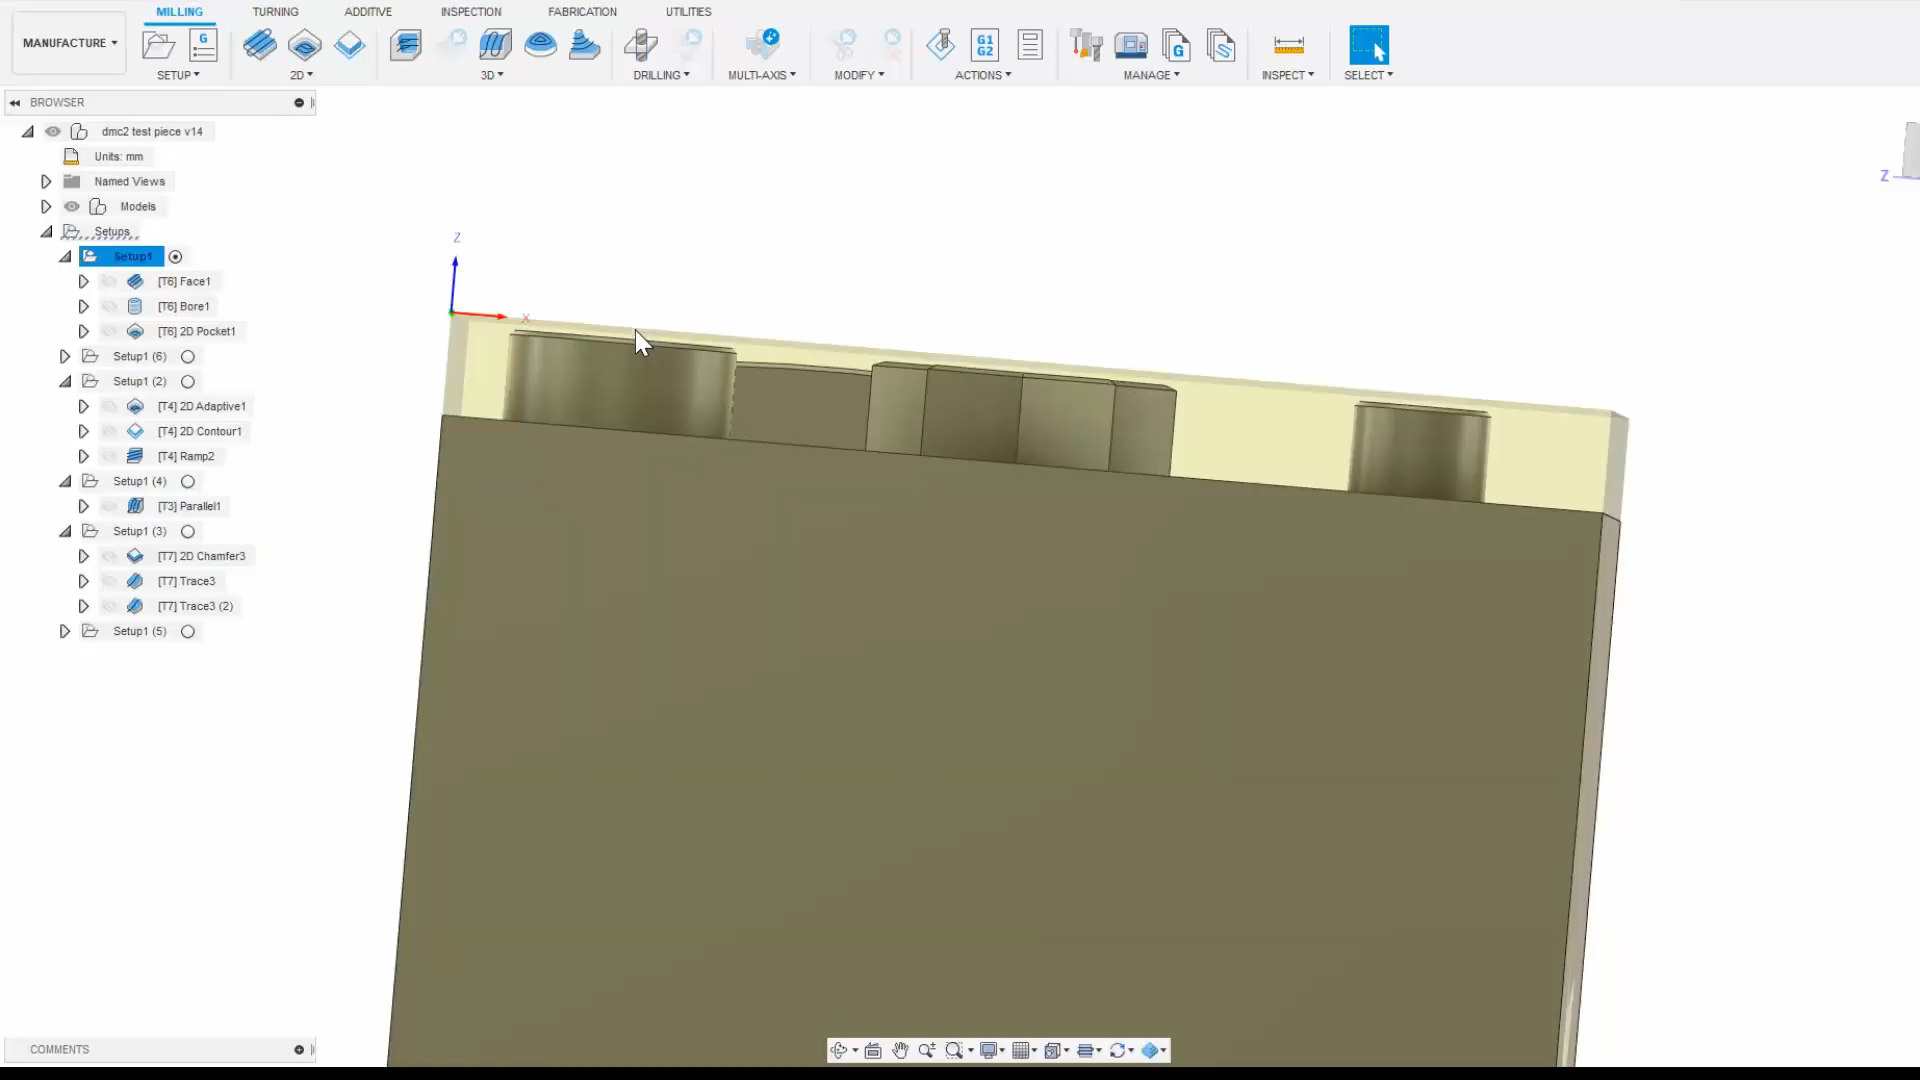 MILLING TURNING ADDITIVE INSPECTION FABRICATION UTILITIES
MANUFACTURE
G
G1
G2
G
SETUP 2D 3D DRILLING MULTI-AXIS MODIFY ACTIONS MANAGE INSPECT SELECT
BROWSER
dmc2 test piece v14
Units: mm
Named Views
Models
Setups
Setup1
[T6] Face1
[T6] Bore1
[T6] 2D Pocket1
Setup1 (6)
Setup1 (2)
[T4] 2D Adaptive1
[T4] 2D Contour1
[T4] Ramp2
Setup1 (4)
[T3] Parallel1
Setup1 (3)
[T7] 2D Chamfer3
[T7] Trace3
[T7] Trace3 (2)
Setup1 (5)
Z
X
Z
COMMENTS